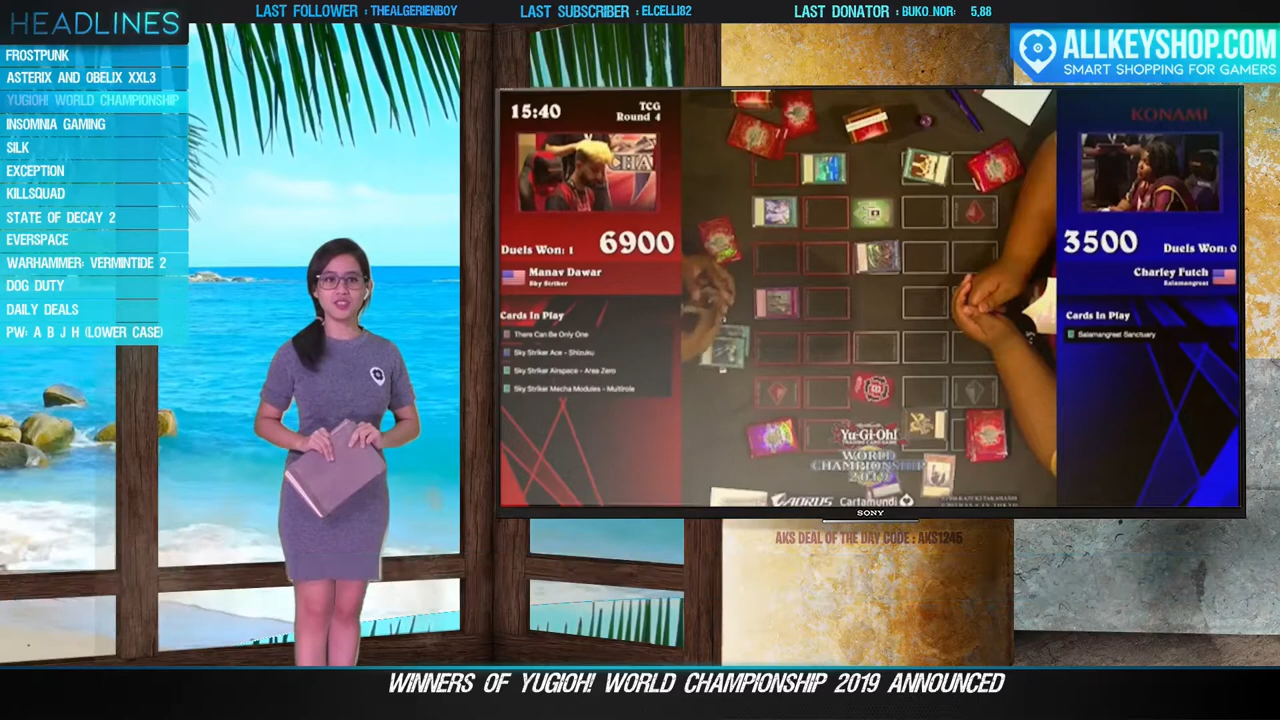 HEADLINES
LAST FOLLOWER : THEALGERIENBOY
LAST SUBSCRIBER : ELCELLI82
LAST DONATOR : BUKO_NOR: 5,88
ALLKEYSHOP.COM
SMART SHOPPING FOR GAMERS
FROSTPUNK
ASTERIX AND OBELIX XXL3
YUGIOH! WORLD CHAMPIONSHIP
INSOMNIA GAMING
SILK
EXCEPTION
KILLSQUAD
STATE OF DECAY 2
EVERSPACE
WARHAMMER: VERMINTIDE 2
DOG DUTY
DAILY DEALS
PW: A B J H (LOWER CASE)
15:40
TCG
Round 4
CHA
Duels Won: 1
6900
Manav Dawar
Sky Striker
Cards In Play
There Can Be Only One
Sky Striker Ace - Shizuku
Sky Striker Airspace - Area Zero
Sky Striker Mecha Modules - Multirole
KONAMI
3500
Duels Won: 0
Charley Futch
Salamangreat
Cards In Play
Salamangreat Sanctuary
Yu-Gi-Oh!
TRADING CARD GAME
WORLD
CHAMPIONSHIP
2019
AORUS
Cartamundi
SONY
AKS DEAL OF THE DAY CODE : AKS1245
WINNERS OF YUGIOH! WORLD CHAMPIONSHIP 2019 ANNOUNCED